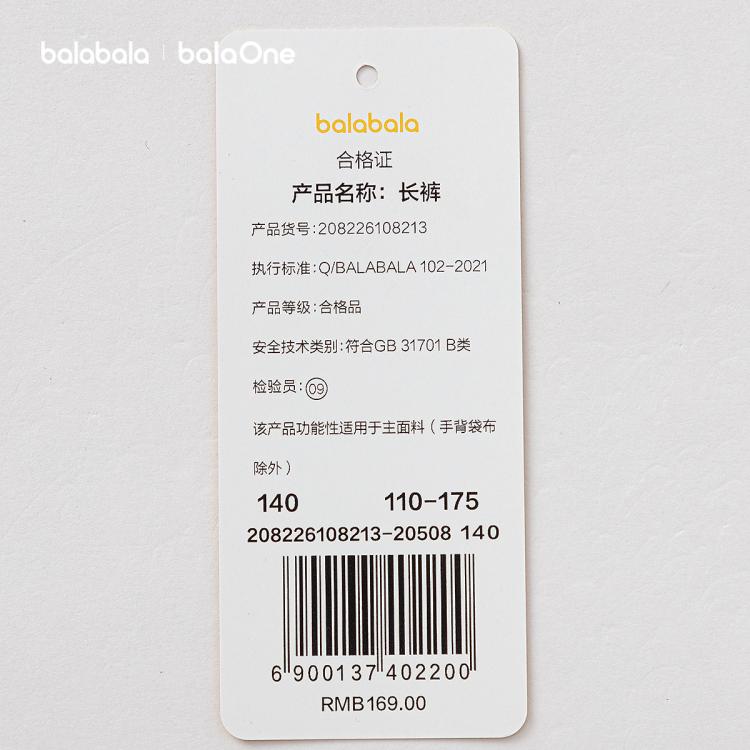 balabala | balaOne
balabala
合格证
产品名称：长裤
产品货号:208226108213
执行标准:Q/BALABALA 102-2021
产品等级:合格品
安全技术类别:符合GB 31701 B类
检验员:09
该产品功能性适用于主面料（手背袋布
除外）
140 110-175
208226108213-20508 140
6 900137 402200
RMB169.00